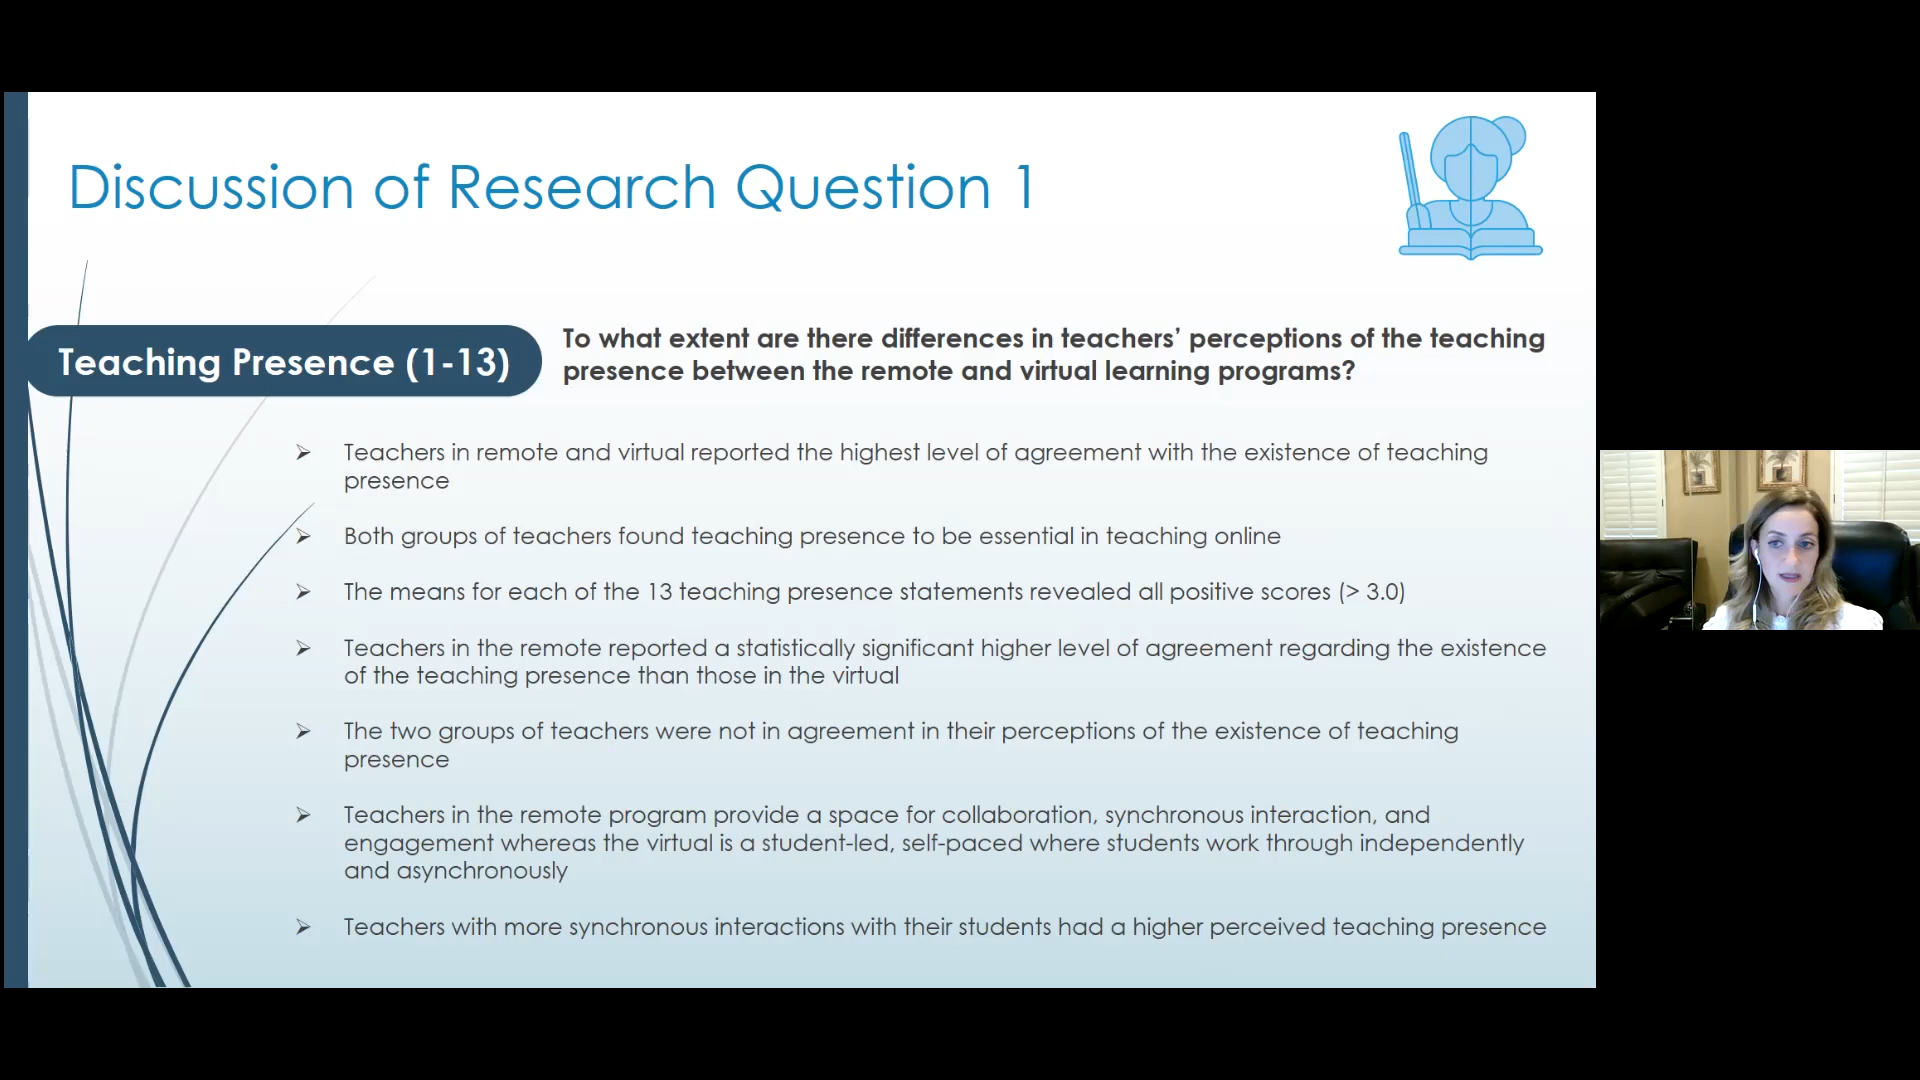 Discussion of Research Question 1
Teaching Presence (1-13)
To what extent are there differences in teachers’ perceptions of the teaching
presence between the remote and virtual learning programs?
Teachers in remote and virtual reported the highest level of agreement with the existence of teaching
presence
Both groups of teachers found teaching presence to be essential in teaching online
The means for each of the 13 teaching presence statements revealed all positive scores (> 3.0)
Teachers in the remote reported a statistically significant higher level of agreement regarding the existence
of the teaching presence than those in the virtual
The two groups of teachers were not in agreement in their perceptions of the existence of teaching
presence
Teachers in the remote program provide a space for collaboration, synchronous interaction, and
engagement whereas the virtual is a student-led, self-paced where students work through independently
and asynchronously
Teachers with more synchronous interactions with their students had a higher perceived teaching presence